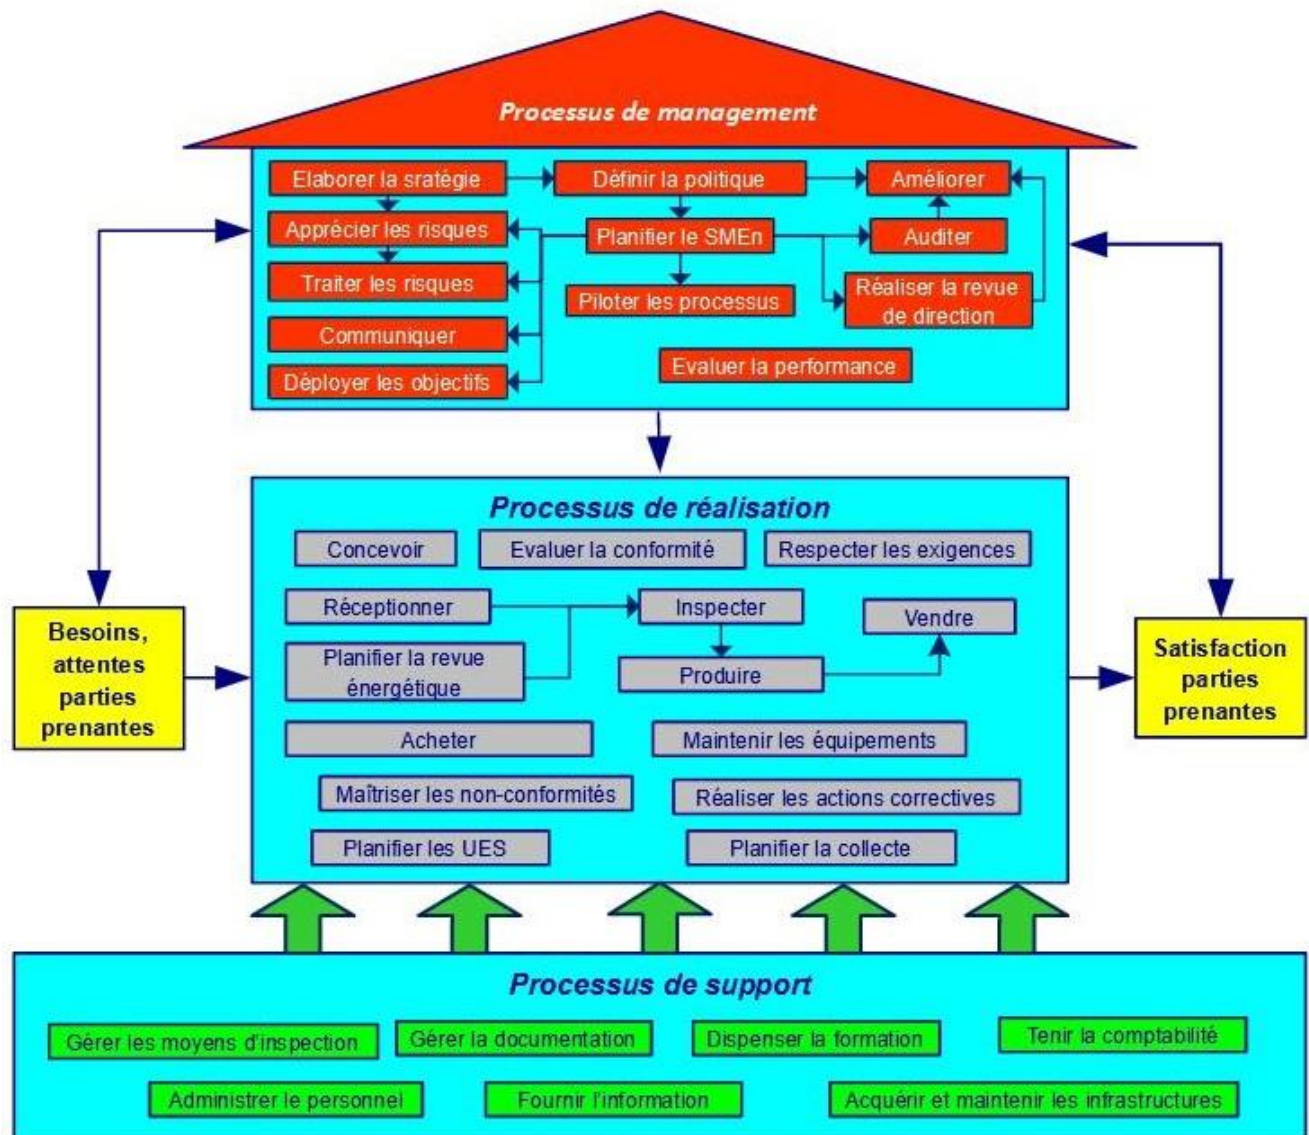 Processus de management
Elaborer la sratégie
Définir la politique
Améliorer
Apprécier les risques
Planifier le SMEn
Auditer
Traiter les risques
Piloter les processus
Réaliser la revue
de direction
Communiquer
Evaluer la performance
Déployer les objectifs
Processus de réalisation
Concevoir
Evaluer la conformité
Respecter les exigences
Réceptionner
Inspecter
Vendre
Planifier la revue
énergétique
Produire
Besoins,
attentes
parties
prenantes
Satisfaction
parties
prenantes
Acheter
Maintenir les équipements
Maîtriser les non-conformités
Réaliser les actions correctives
Planifier les UES
Planifier la collecte
Processus de support
Gérer les moyens d'inspection
Gérer la documentation
Dispenser la formation
Tenir la comptabilité
Administrer le personnel
Fournir l'information
Acquérir et maintenir les infrastructures